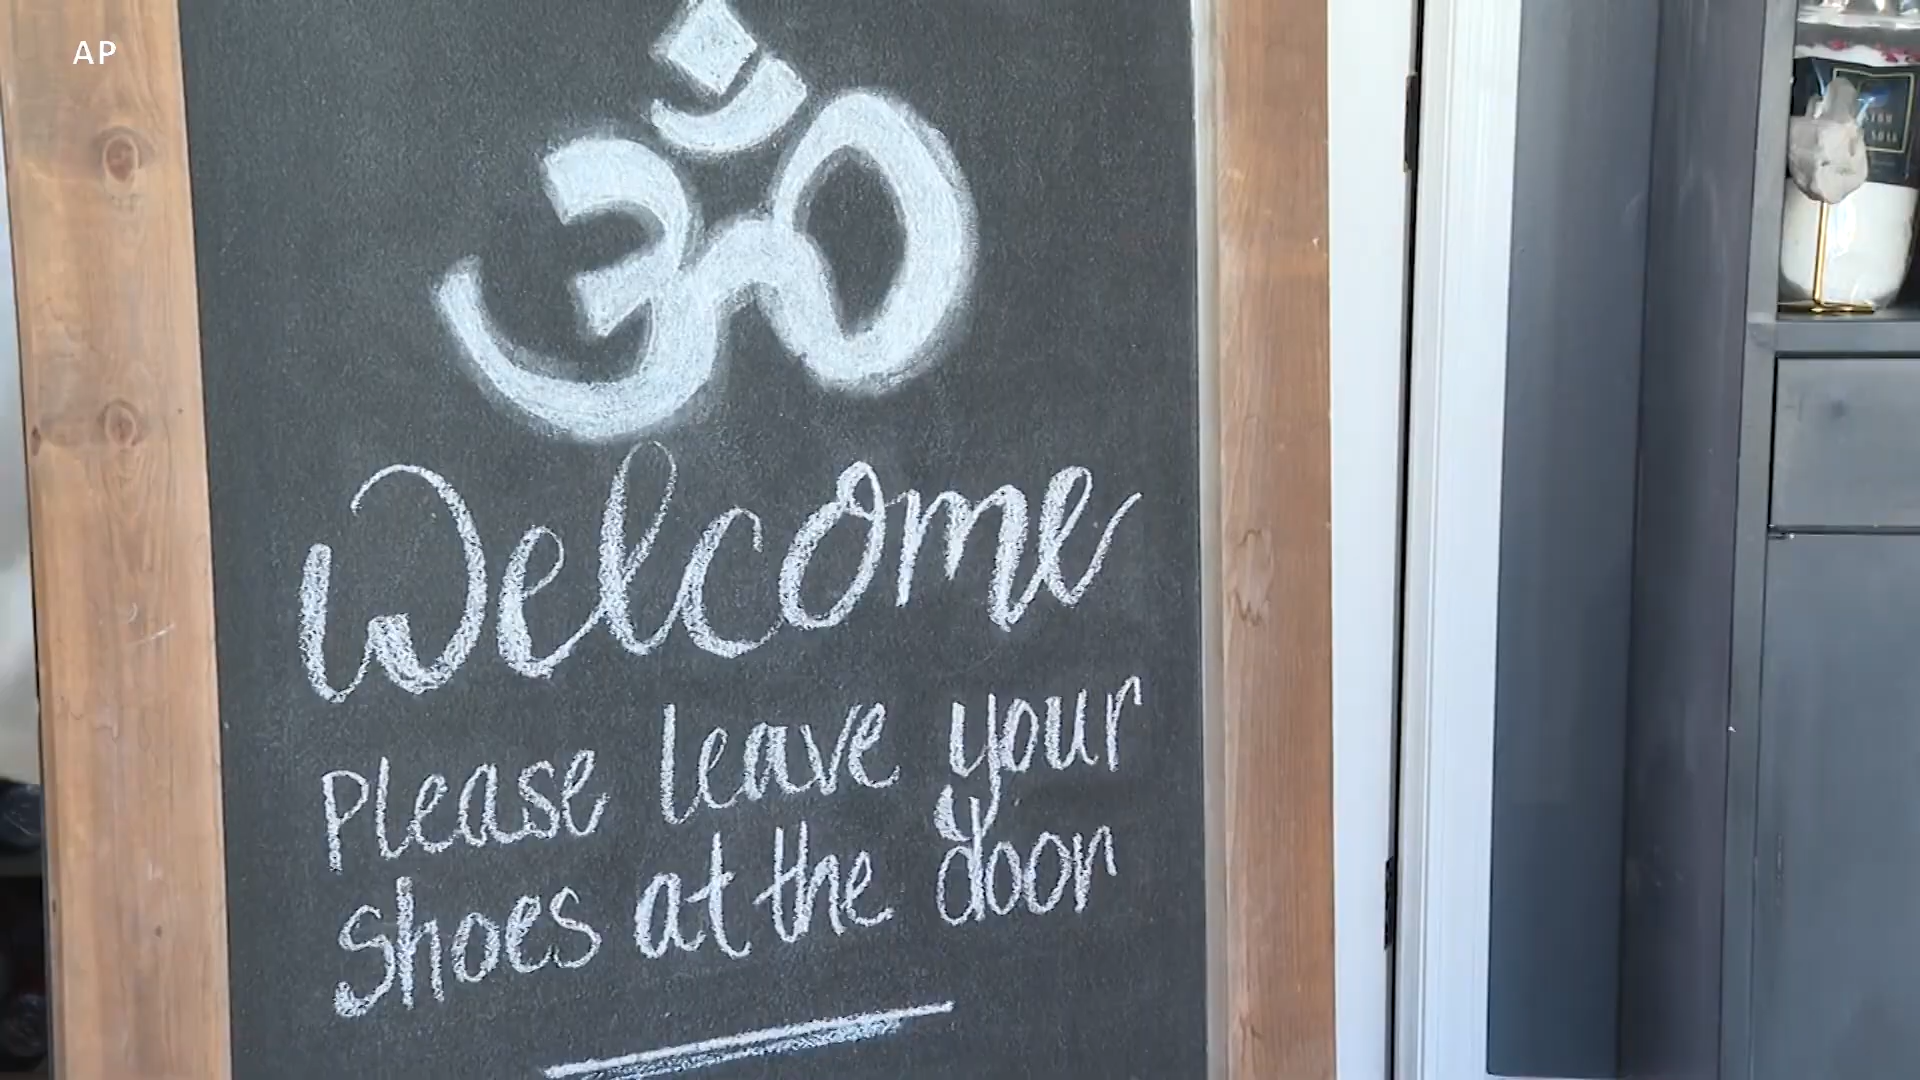 AP
ॐ
Welcome
Please leave your
shoes at the door